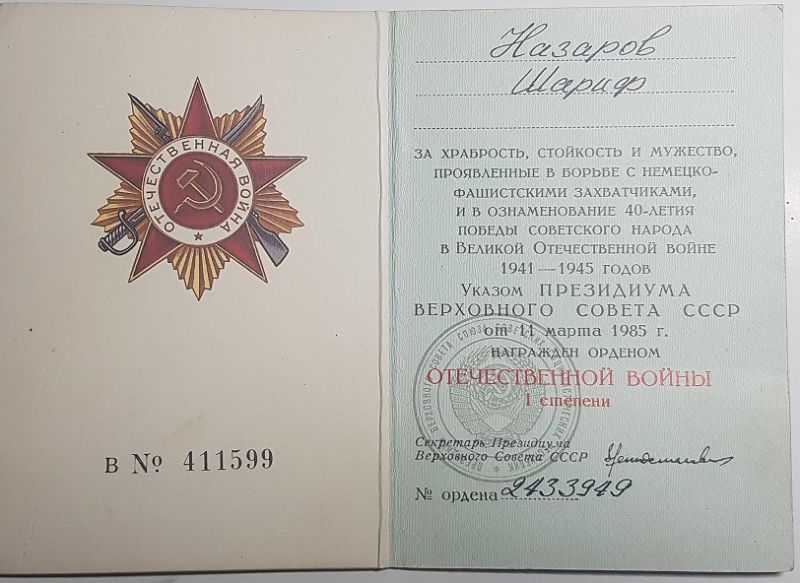 ОТЕЧЕСТВЕННАЯ ВОЙНА
В № 411599
Назаров
Шариф
ЗА ХРАБРОСТЬ, СТОЙКОСТЬ И МУЖЕСТВО,
ПРОЯВЛЕННЫЕ В БОРЬБЕ С НЕМЕЦКО-
ФАШИСТСКИМИ ЗАХВАТЧИКАМИ,
И В ОЗНАМЕНОВАНИЕ 40-ЛЕТИЯ
ПОБЕДЫ СОВЕТСКОГО НАРОДА
В ВЕЛИКОЙ ОТЕЧЕСТВЕННОЙ ВОЙНЕ
1941—1945 ГОДОВ
УКАЗОМ ПРЕЗИДИУМА
ВЕРХОВНОГО СОВЕТА СССР
от 11 марта 1985 г.
НАГРАЖДЕН ОРДЕНОМ
ОТЕЧЕСТВЕННОЙ ВОЙНЫ
I степени
Секретарь Президиума
Верховного Совета СССР
№ ордена 2433949